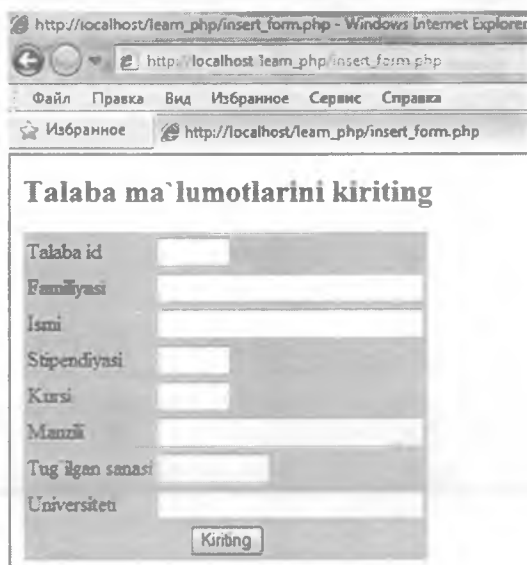 http://localhost/learn_php/insert_form.php - Windows Internet Explorer
http://localhost/learn_php/insert_form.php
Файл Правка Вид Избранное Сервис Справка
Избранное http://localhost/learn_php/insert_form.php
Talaba ma`lumotlarini kiriting
Talaba id
Familiyasi
Ismi
Stipendiyasi
Kursi
Manzili
Tug`ilgan sanasi
Universiteti
Kiriting